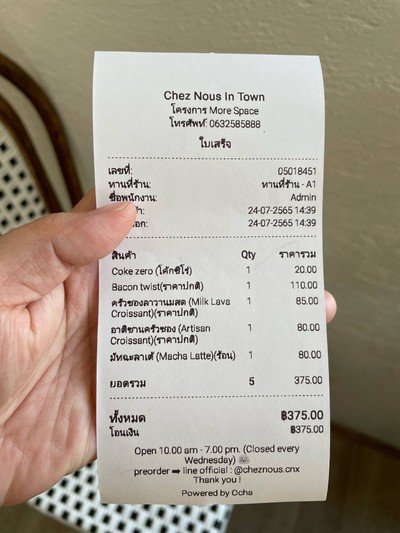 Chez Nous In Town
โครงการ More Space
โทรศัพท์: 0632585888
ใบเสร็จ
เลขที่: 05018451
ทานที่ร้าน: ทานที่ร้าน - A1
ชื่อพนักงาน: Admin
24-07-2565 14:39
24-07-2565 14:39
สินค้า Qty ราคารวม
Coke zero (โค้กซีโร่) 1 20.00
Bacon twist(ราคาปกติ) 1 110.00
ครัวซองลาวานมสด (Milk Lava 1 85.00
Croissant)(ราคาปกติ)
อาติซานครัวซอง (Artisan 1 80.00
Croissant)(ราคาปกติ)
มัทฉะลาเต้ (Macha Latte)(ร้อน) 1 80.00
ยอดรวม 5 375.00
ทั้งหมด ฿375.00
โอนเงิน ฿375.00
Open 10.00 am - 7.00 pm. (Closed every
Wednesday)
preorder ➡ line official : @cheznous.cnx
Thank you !
Powered by Ocha